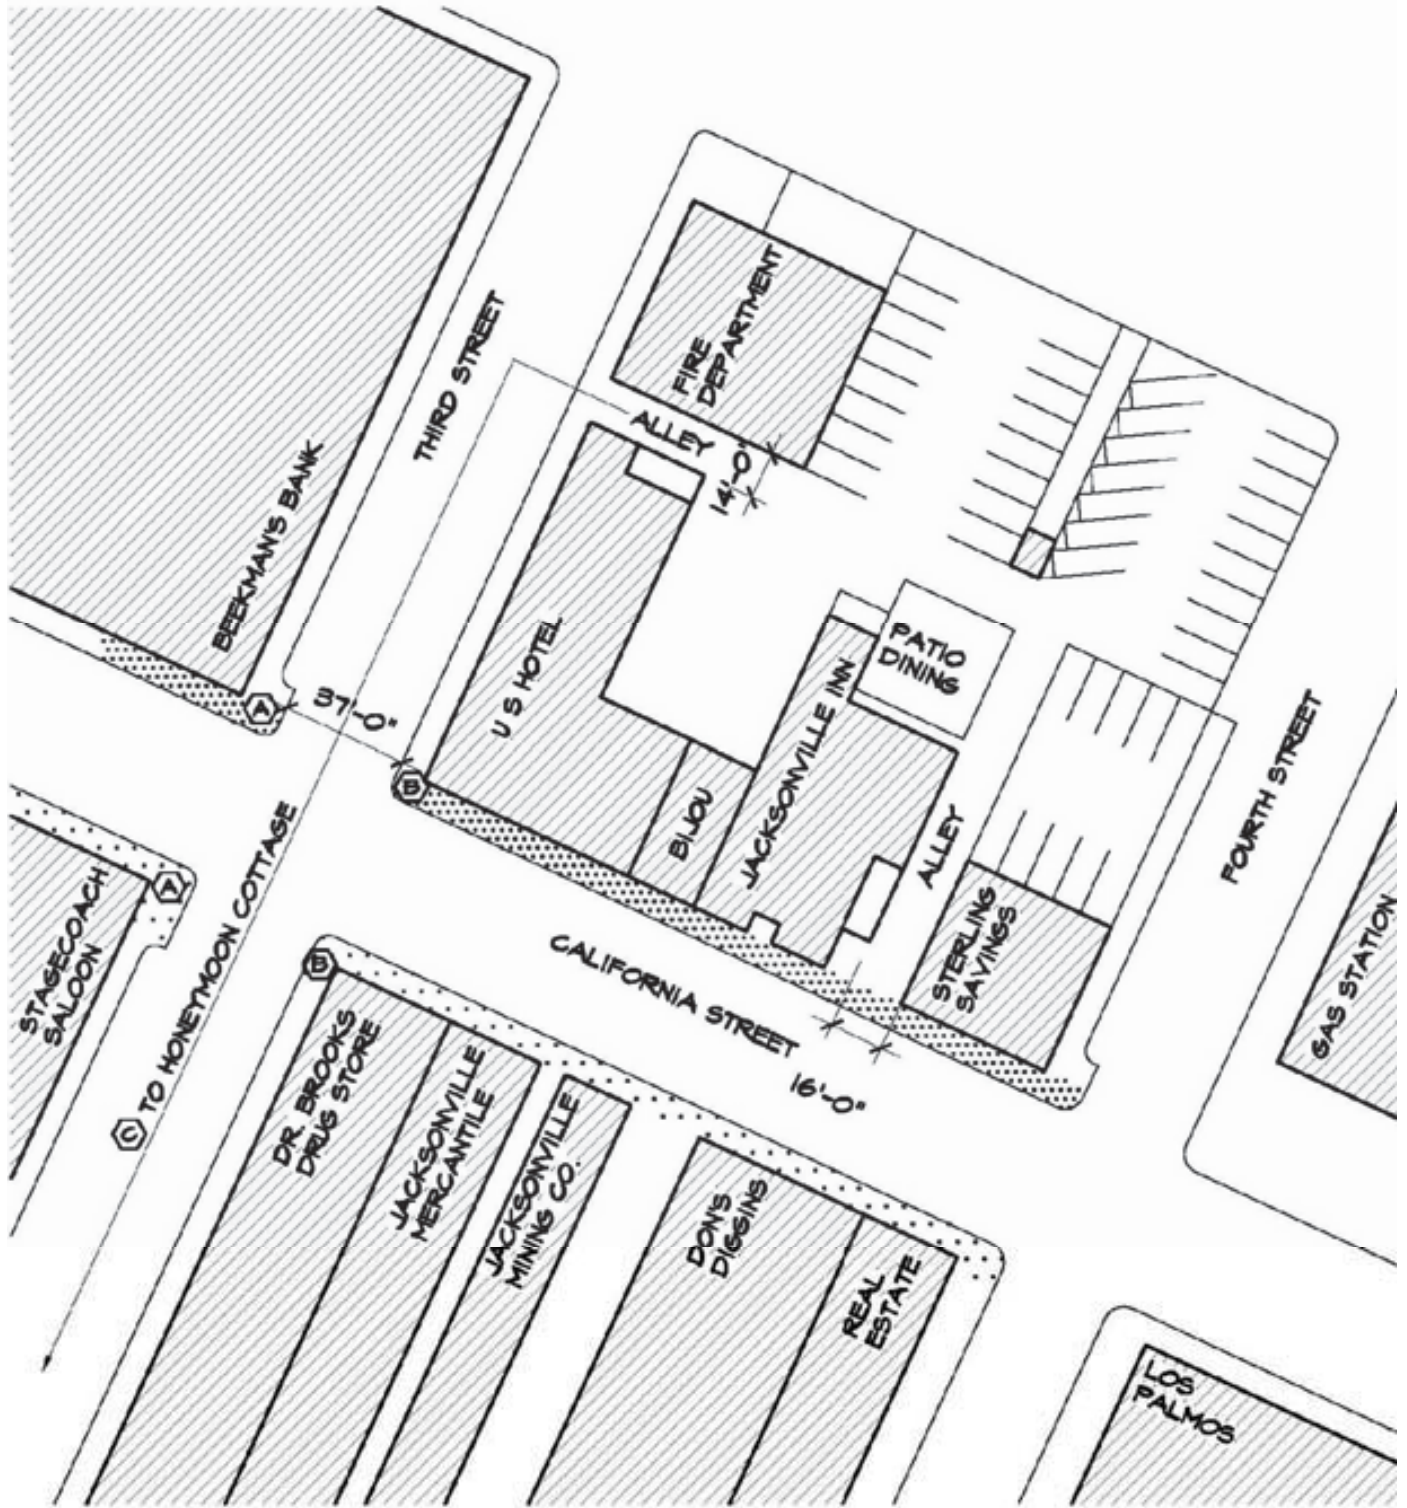 THIRD STREET
FIRE
DEPARTMENT
ALLEY
14'-0"
BEEKMAN'S BANK
A
37'-0"
B
U S HOTEL
BIJOU
JACKSONVILLE INN
PATIO
DINING
ALLEY
STERLING
SAVINGS
FOURTH STREET
GAS STATION
STAGECOACH
SALOON
A
C TO HONEYMOON COTTAGE
B
CALIFORNIA STREET
16'-0"
DR. BROOKS
DRUG STORE
JACKSONVILLE
MERCANTILE
JACKSONVILLE
MINING CO.
DON'S
DIGGINS
REAL
ESTATE
LOS
PALMOS